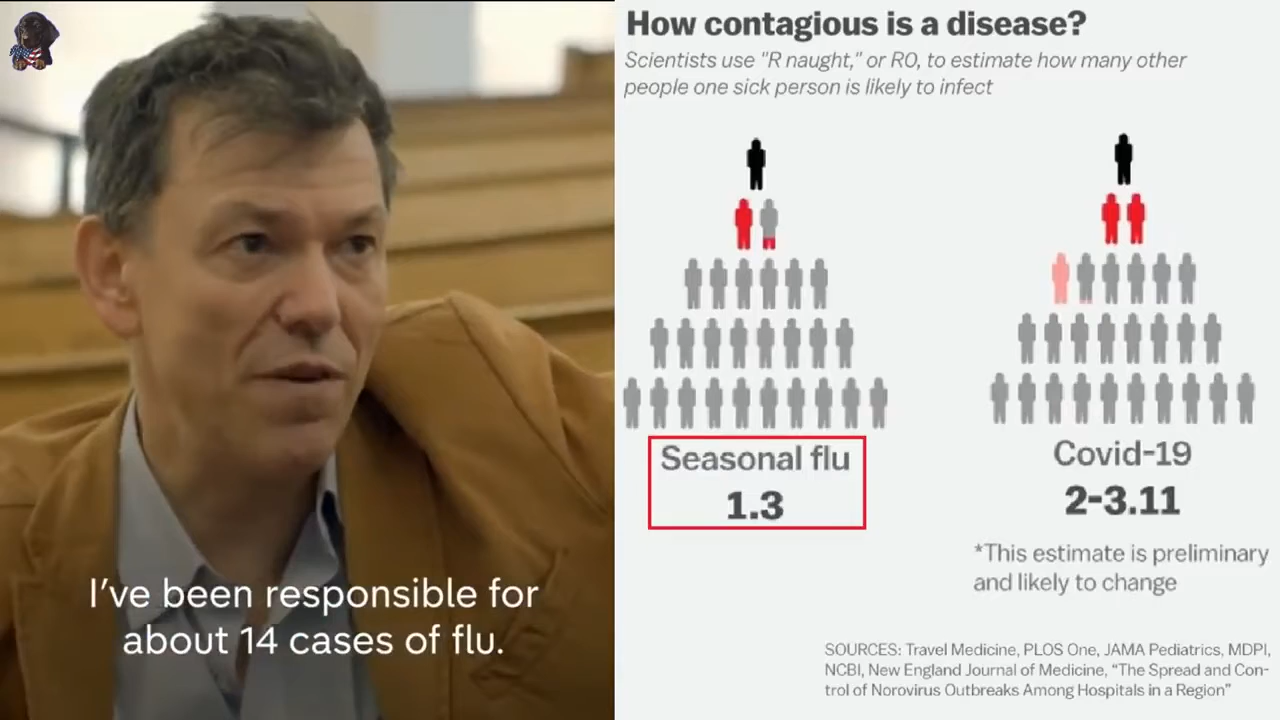 I've been responsible for
about 14 cases of flu.
How contagious is a disease?
Scientists use "R naught," or R0, to estimate how many other
people one sick person is likely to infect
Seasonal flu
1.3
Covid-19
2-3.11
*This estimate is preliminary
and likely to change
SOURCES: Travel Medicine, PLOS One, JAMA Pediatrics, MDPI,
NCBI, New England Journal of Medicine, “The Spread and Con-
trol of Norovirus Outbreaks Among Hospitals in a Region”